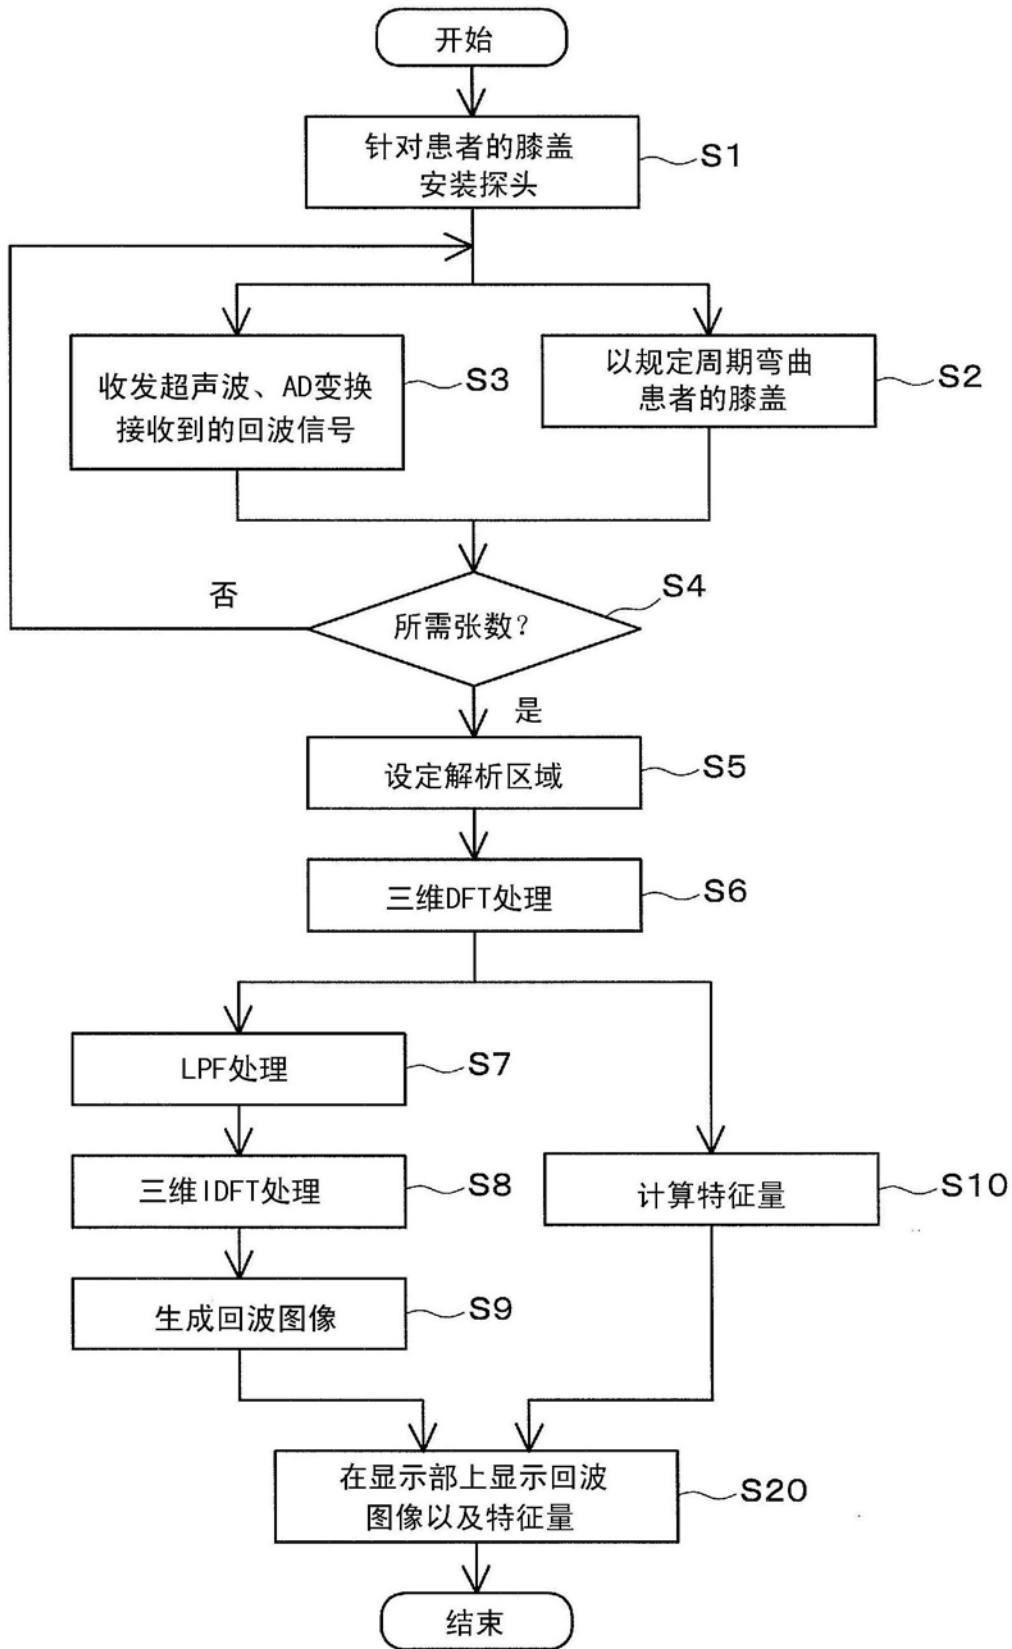 开始
针对患者的膝盖
安装探头
S1
收发超声波、AD变换
接收到的回波信号
S3
以规定周期弯曲
患者的膝盖
S2
否
所需张数?
S4
是
设定解析区域
S5
三维DFT处理
S6
LPF处理
S7
三维IDFT处理
S8
计算特征量
S10
生成回波图像
S9
在显示部上显示回波
图像以及特征量
S20
结束